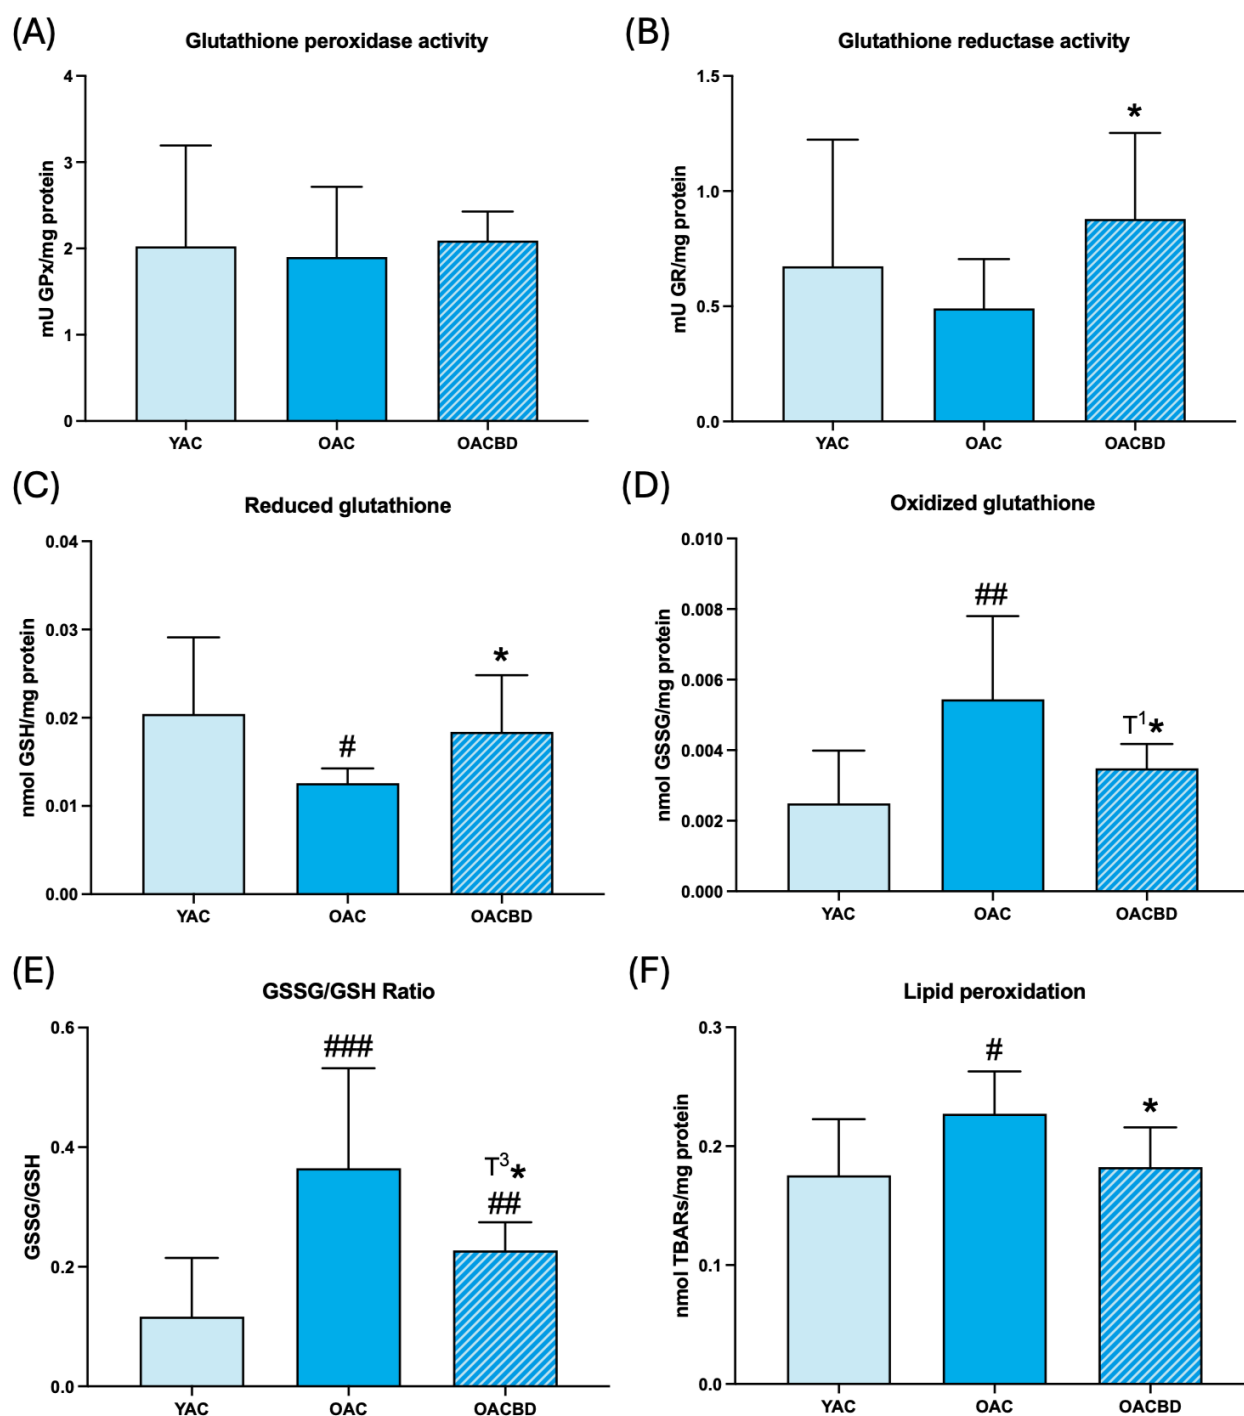 (A)
Glutathione peroxidase activity
mU GPx/mg protein
4
3
2
1
0
YAC OAC OACBD
(B)
Glutathione reductase activity
mU GR/mg protein
1.5
1.0
0.5
0.0
*
YAC OAC OACBD
(C)
Reduced glutathione
nmol GSH/mg protein
0.04
0.03
0.02
0.01
0.00
# *
YAC OAC OACBD
(D)
Oxidized glutathione
nmol GSSG/mg protein
0.010
0.008
0.006
0.004
0.002
0.000
##
T¹*
YAC OAC OACBD
(E)
GSSG/GSH Ratio
GSSG/GSH
0.6
0.4
0.2
0.0
###
T³*
##
YAC OAC OACBD
(F)
Lipid peroxidation
nmol TBARs/mg protein
0.3
0.2
0.1
0.0
#
*
YAC OAC OACBD